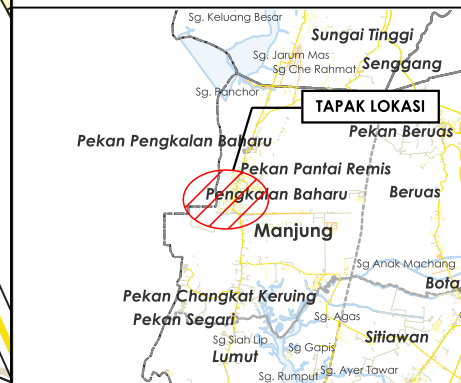 Sg. Keluang Besar
Sungai Tinggi
Sg. Jarum Mas
Senggang
Sg Che Rahmat
Sg. Panchor
TAPAK LOKASI
Pekan Beruas
Pekan Pengkalan Baharu
Pekan Pantai Remis
Pengkalan Baharu
Beruas
Manjung
Sg Anak Machang
Bota
Pekan Changkat Keruing
Pekan Segari
Sg. Agas
Sitiawan
Sg Siah Lip
Sg Gapis
Lumut
Sg. Ayer Tawar
Sg. Rumput